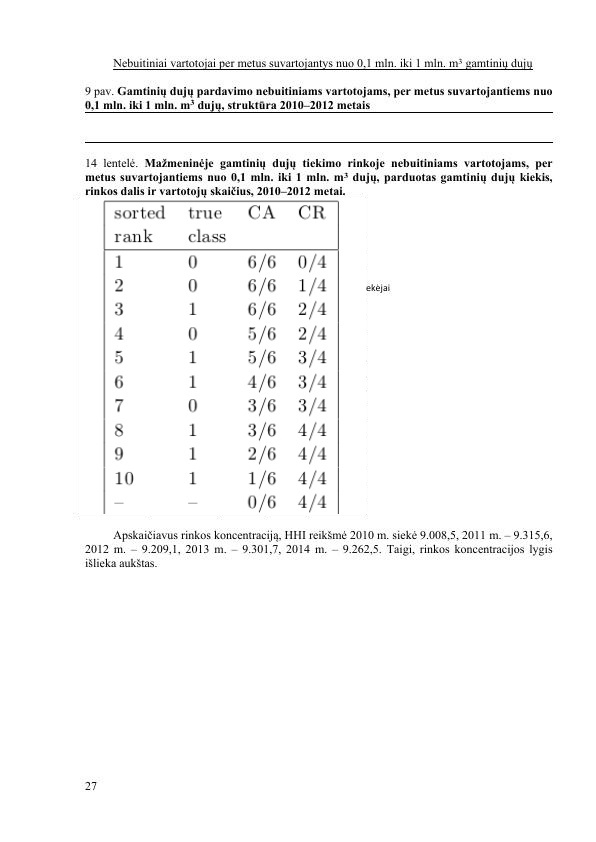 Nebuitiniai vartotojai per metus suvartojantys nuo 0,1 mln. iki 1 mln. m³ gamtinių dujų
9 pav. Gamtinių dujų pardavimo nebuitiniams vartotojams, per metus suvartojantiems nuo
0,1 mln. iki 1 mln. m³ dujų, struktūra 2010–2012 metais
14 lentelė. Mažmeninėje gamtinių dujų tiekimo rinkoje nebuitiniams vartotojams, per
metus suvartojantiems nuo 0,1 mln. iki 1 mln. m³ dujų, parduotas gamtinių dujų kiekis,
rinkos dalis ir vartotojų skaičius, 2010–2012 metai.
sorted true CA CR
rank class
1 0 6/6 0/4
2 0 6/6 1/4
ekėjai
3 1 6/6 2/4
4 0 5/6 2/4
5 1 5/6 3/4
6 1 4/6 3/4
7 0 3/6 3/4
8 1 3/6 4/4
9 1 2/6 4/4
10 1 1/6 4/4
– – 0/6 4/4
Apskaičiavus rinkos koncentraciją, HHI reikšmė 2010 m. siekė 9.008,5, 2011 m. – 9.315,6,
2012 m. – 9.209,1, 2013 m. – 9.301,7, 2014 m. – 9.262,5. Taigi, rinkos koncentracijos lygis
išlieka aukštas.
27